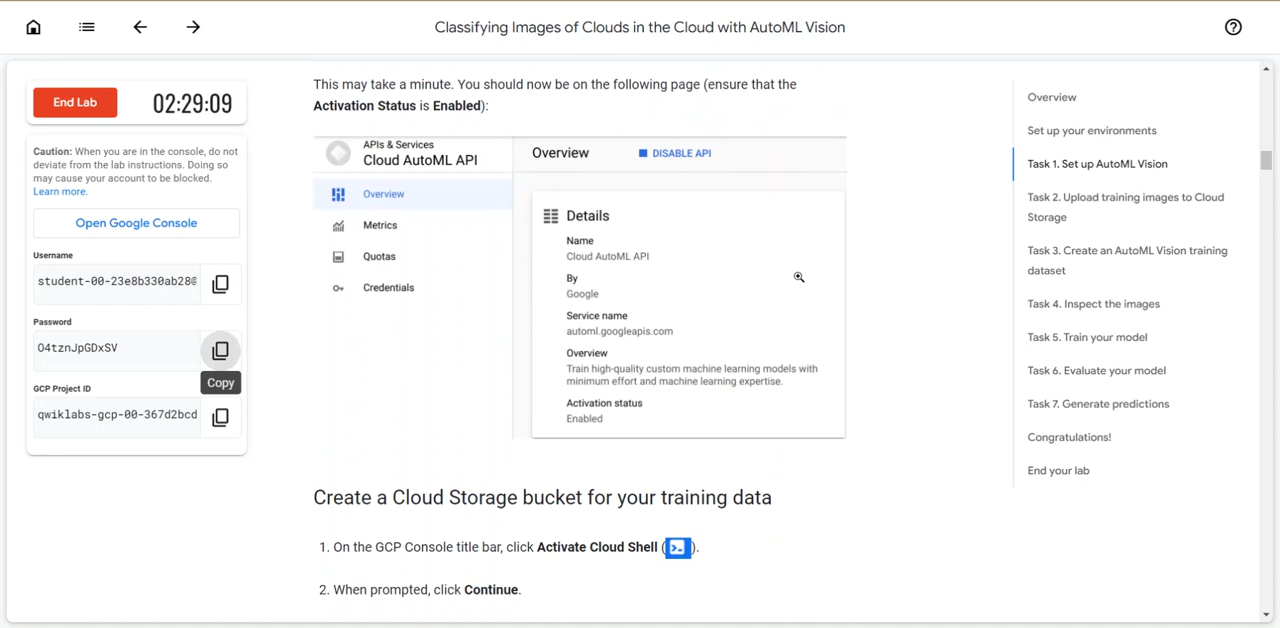 Classifying Images of Clouds in the Cloud with AutoML Vision
End Lab
02:29:09
Caution: When you are in the console, do not
deviate from the lab instructions. Doing so
may cause your account to be blocked.
Learn more.
Open Google Console
Username
student-00-23e8b330ab28@
Password
O4tznJpGDxSV
Copy
GCP Project ID
qwiklabs-gcp-00-367d2bcd
This may take a minute. You should now be on the following page (ensure that the
Activation Status is Enabled):
APIs & Services
Cloud AutoML API
Overview
Metrics
Quotas
Credentials
Overview
DISABLE API
Details
Name
Cloud AutoML API
By
Google
Service name
automl.googleapis.com
Overview
Train high-quality custom machine learning models with
minimum effort and machine learning expertise.
Activation status
Enabled
Create a Cloud Storage bucket for your training data
1. On the GCP Console title bar, click Activate Cloud Shell ( ).
2. When prompted, click Continue.
Overview
Set up your environments
Task 1. Set up AutoML Vision
Task 2. Upload training images to Cloud
Storage
Task 3. Create an AutoML Vision training
dataset
Task 4. Inspect the images
Task 5. Train your model
Task 6. Evaluate your model
Task 7. Generate predictions
Congratulations!
End your lab